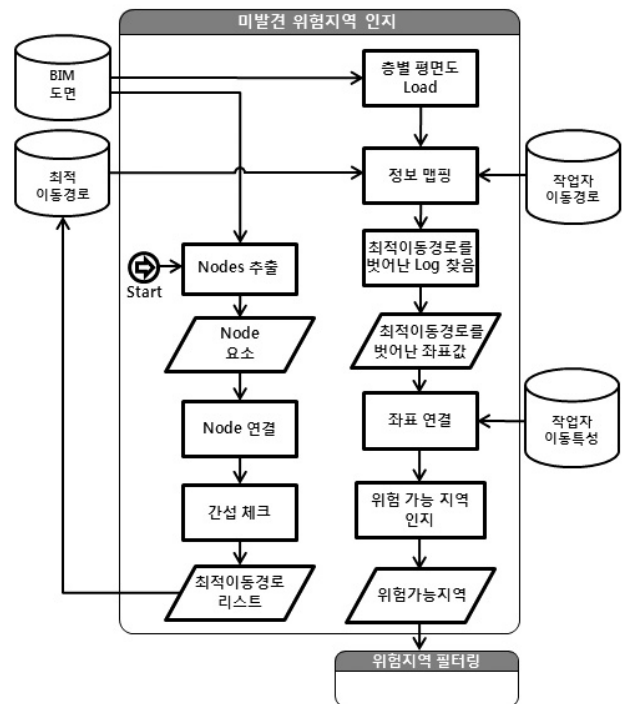 미발견 위험지역 인지
BIM
도면
층별 평면도
Load
최적
이동경로
정보 맵핑
작업자
이동경로
Start
Nodes 추출
최적이동경로를
벗어난 Log 찾음
Node
요소
최적이동경로를
벗어난 좌표값
Node 연결
좌표 연결
작업자
이동특성
간섭 체크
위험 가능 지역
인지
최적이동경로
리스트
위험가능지역
위험지역 필터링